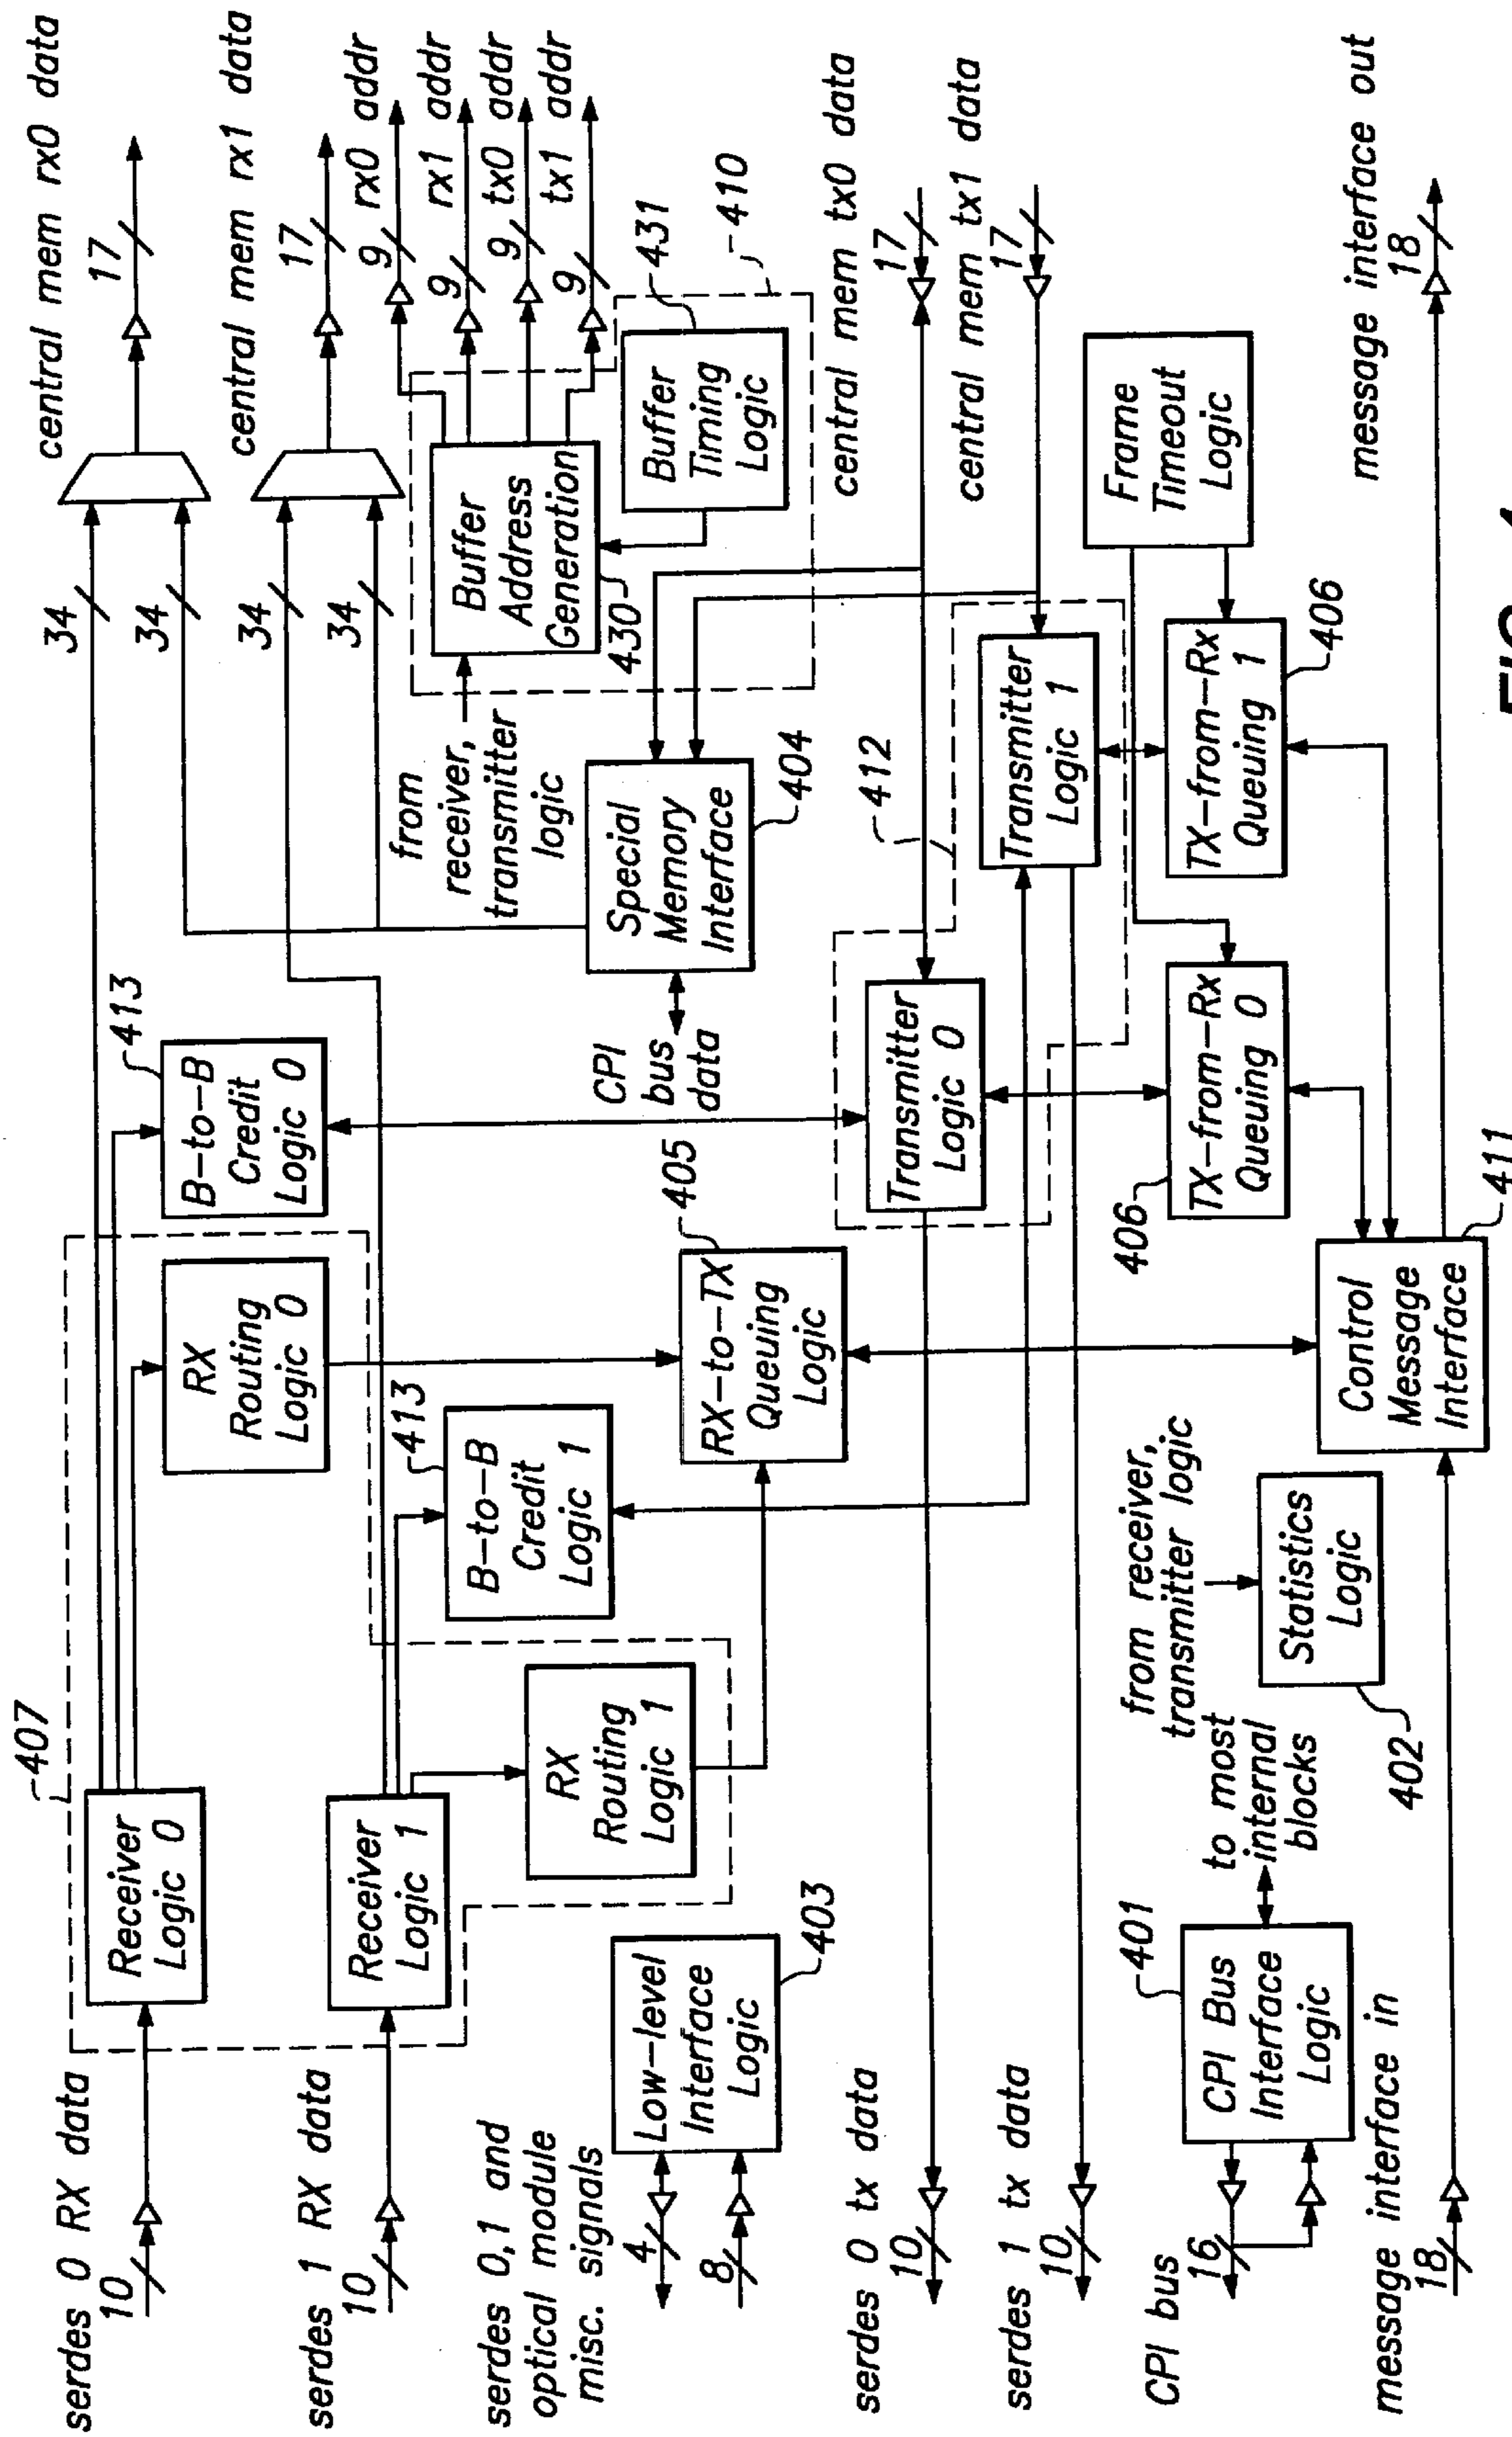 serdes 0 RX data
10
407
Receiver
Logic 0
RX
Routing
Logic 0
413
B-to-B
Credit
Logic 0
34
34
central mem rx0 data
17
serdes 1 RX data
10
Receiver
Logic 1
413
B-to-B
Credit
Logic 1
RX
Routing
Logic 1
34
34
central mem rx1 data
17
9
rx0 addr
9
rx1 addr
9
tx0 addr
9
tx1 addr
from
receiver,
transmitter
logic
Buffer
Address
Generation
430
Buffer
Timing
Logic
431
410
serdes 0,1 and
optical module
misc. signals
4
8
Low-level
Interface
Logic
403
405
RX-to-TX
Queuing
Logic
CPI
bus
data
Special
Memory
Interface
404
412
central mem tx0 data
17
central mem tx1 data
17
serdes 0 tx data
10
serdes 1 tx data
10
Transmitter
Logic 0
Transmitter
Logic 1
Frame
Timeout
Logic
406
TX-from-Rx
Queuing 0
TX-from-Rx
Queuing 1
406
CPI bus
16
401
CPI Bus
Interface
Logic
to most
internal
blocks
from receiver,
transmitter logic
Statistics
Logic
402
message interface in
18
Control
Message
Interface
411
message interface out
18